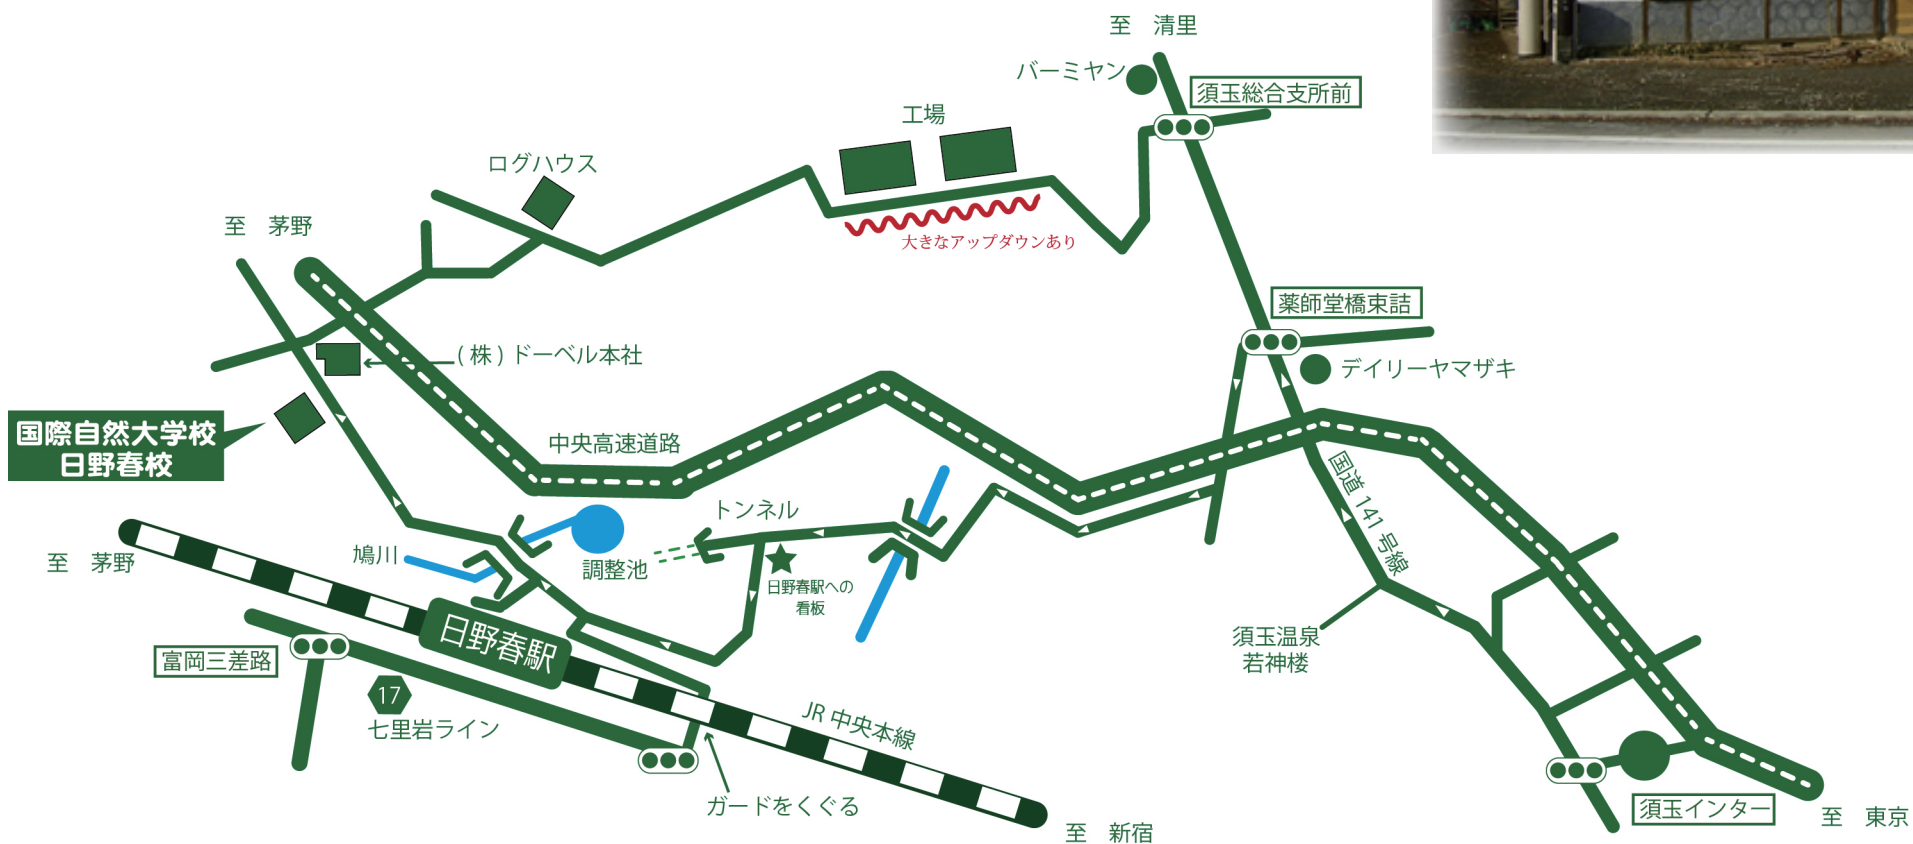 至 清里
バーミヤン
須玉総合支所前
工場
ログハウス
大きなアップダウンあり
至 茅野
薬師堂橋東詰
(株)ドーベル本社
デイリーヤマザキ
国際自然大学校
日野春校
中央高速道路
国道141号線
トンネル
鳩川
調整池
至 茅野
日野春駅への
看板
日野春駅
須玉温泉
若神楼
富岡三差路
17
七里岩ライン
JR中央本線
ガードをくぐる
須玉インター
至 東京
至 新宿